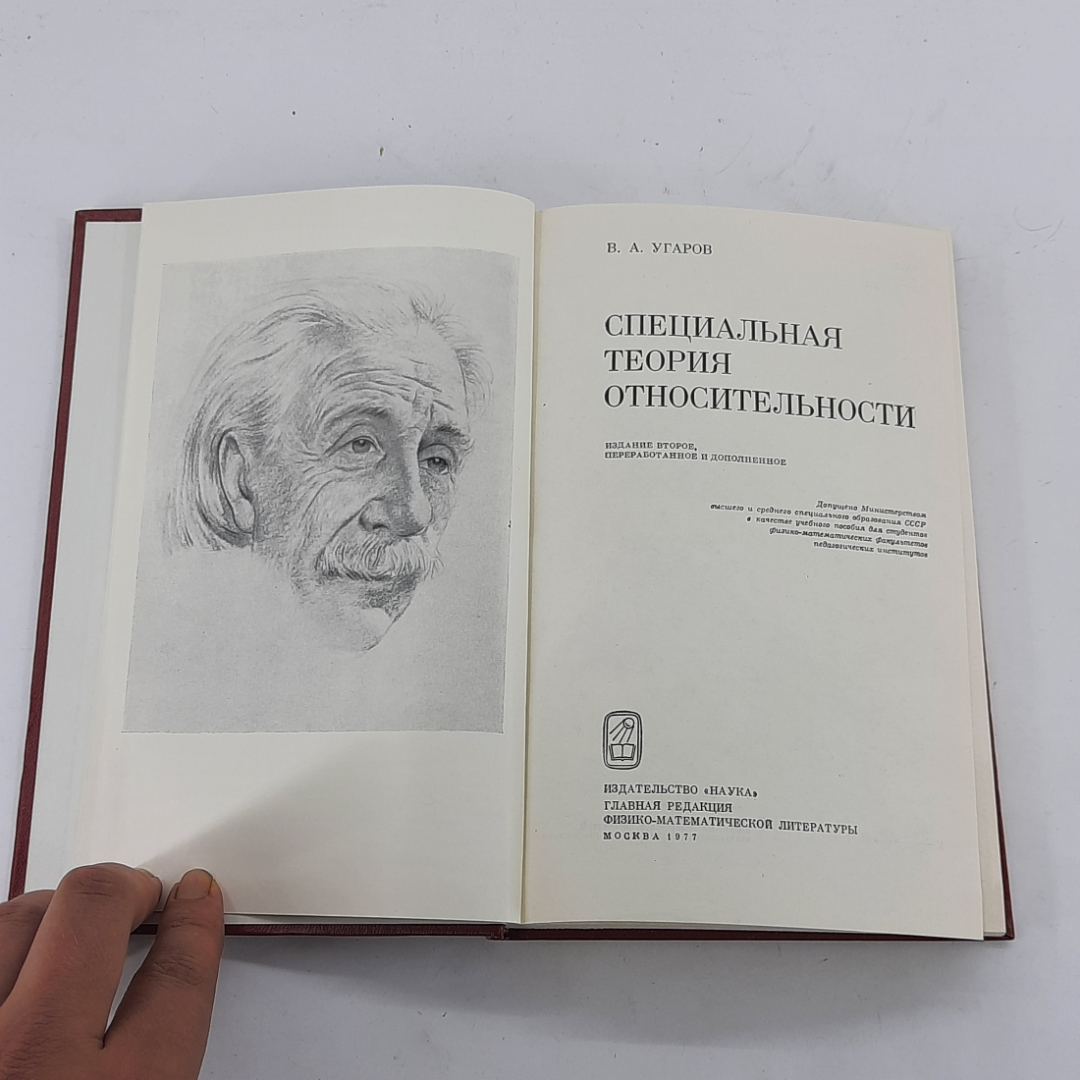 В. А. УГАРОВ
СПЕЦИАЛЬНАЯ
ТЕОРИЯ
ОТНОСИТЕЛЬНОСТИ
ИЗДАНИЕ ВТОРОЕ,
ПЕРЕРАБОТАННОЕ И ДОПОЛНЕННОЕ
Допущено Министерством
высшего и среднего специального образования СССР
в качестве учебного пособия для студентов
физико-математических факультетов
педагогических институтов
ИЗДАТЕЛЬСТВО «НАУКА»
ГЛАВНАЯ РЕДАКЦИЯ
ФИЗИКО-МАТЕМАТИЧЕСКОЙ ЛИТЕРАТУРЫ
МОСКВА 1977